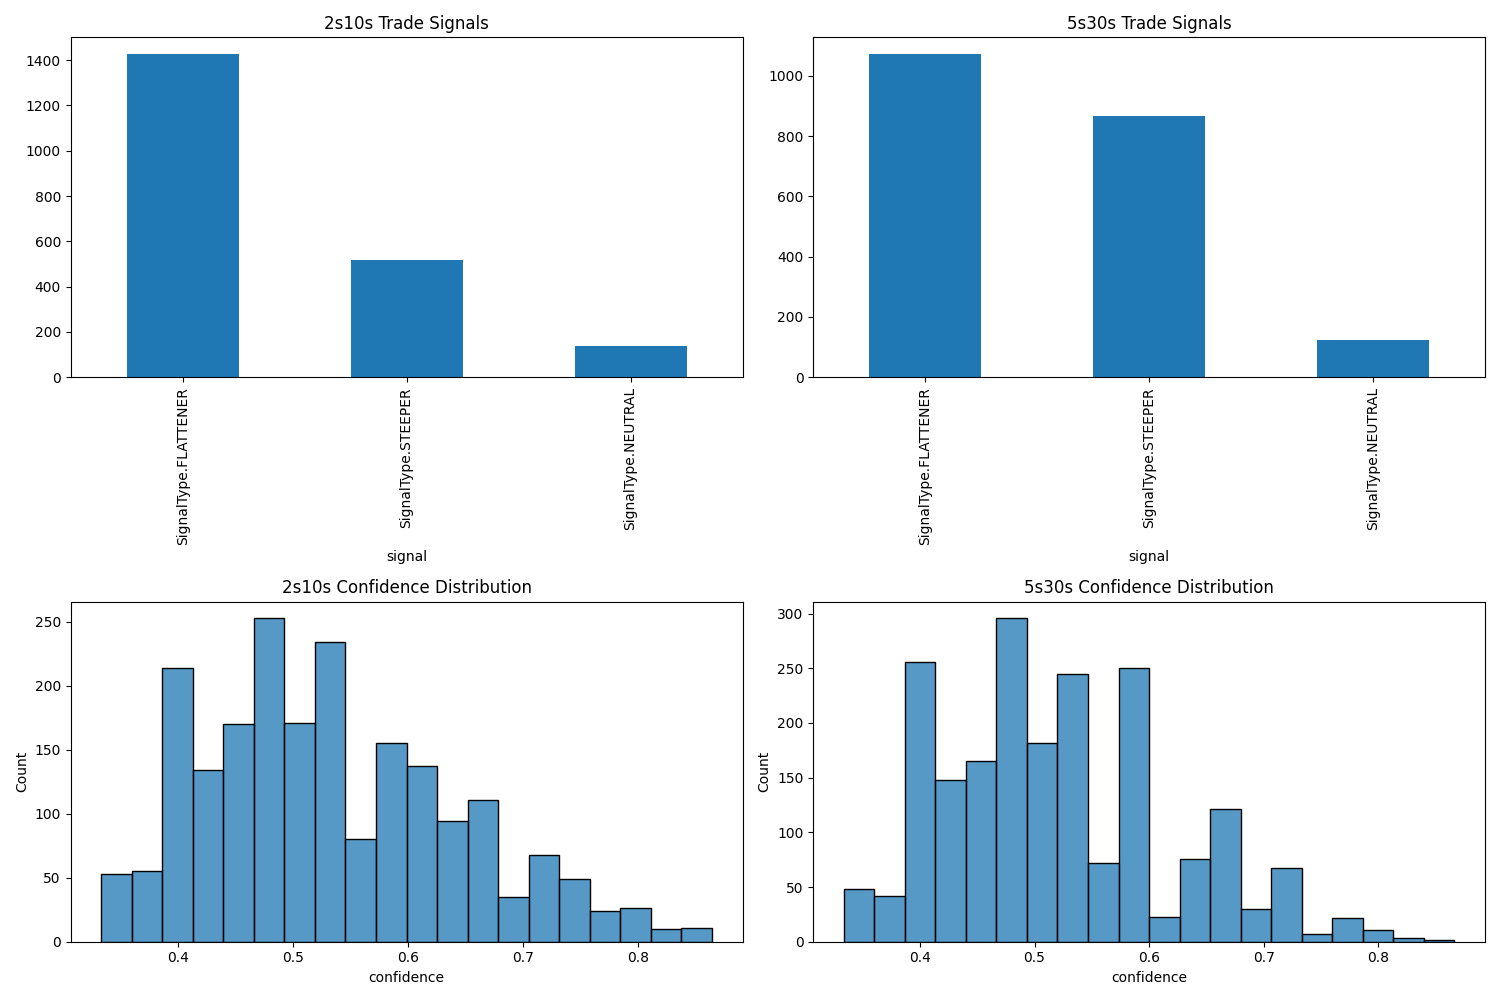 2s10s Trade Signals
1400
1200
1000
800
600
400
200
0
SignalType.FLATTENER
SignalType.STEEPER
SignalType.NEUTRAL
signal
5s30s Trade Signals
1000
800
600
400
200
0
SignalType.FLATTENER
SignalType.STEEPER
SignalType.NEUTRAL
signal
2s10s Confidence Distribution
Count
250
200
150
100
50
0
0.4 0.5 0.6 0.7 0.8
confidence
5s30s Confidence Distribution
Count
300
250
200
150
100
50
0
0.4 0.5 0.6 0.7 0.8
confidence